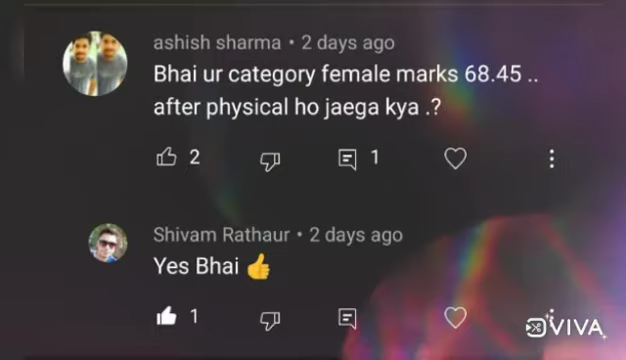 ashish sharma • 2 days ago
Bhai ur category female marks 68.45 ..
after physical ho jaega kya .?
2
1
Shivam Rathaur • 2 days ago
Yes Bhai 👍
1
VIVA